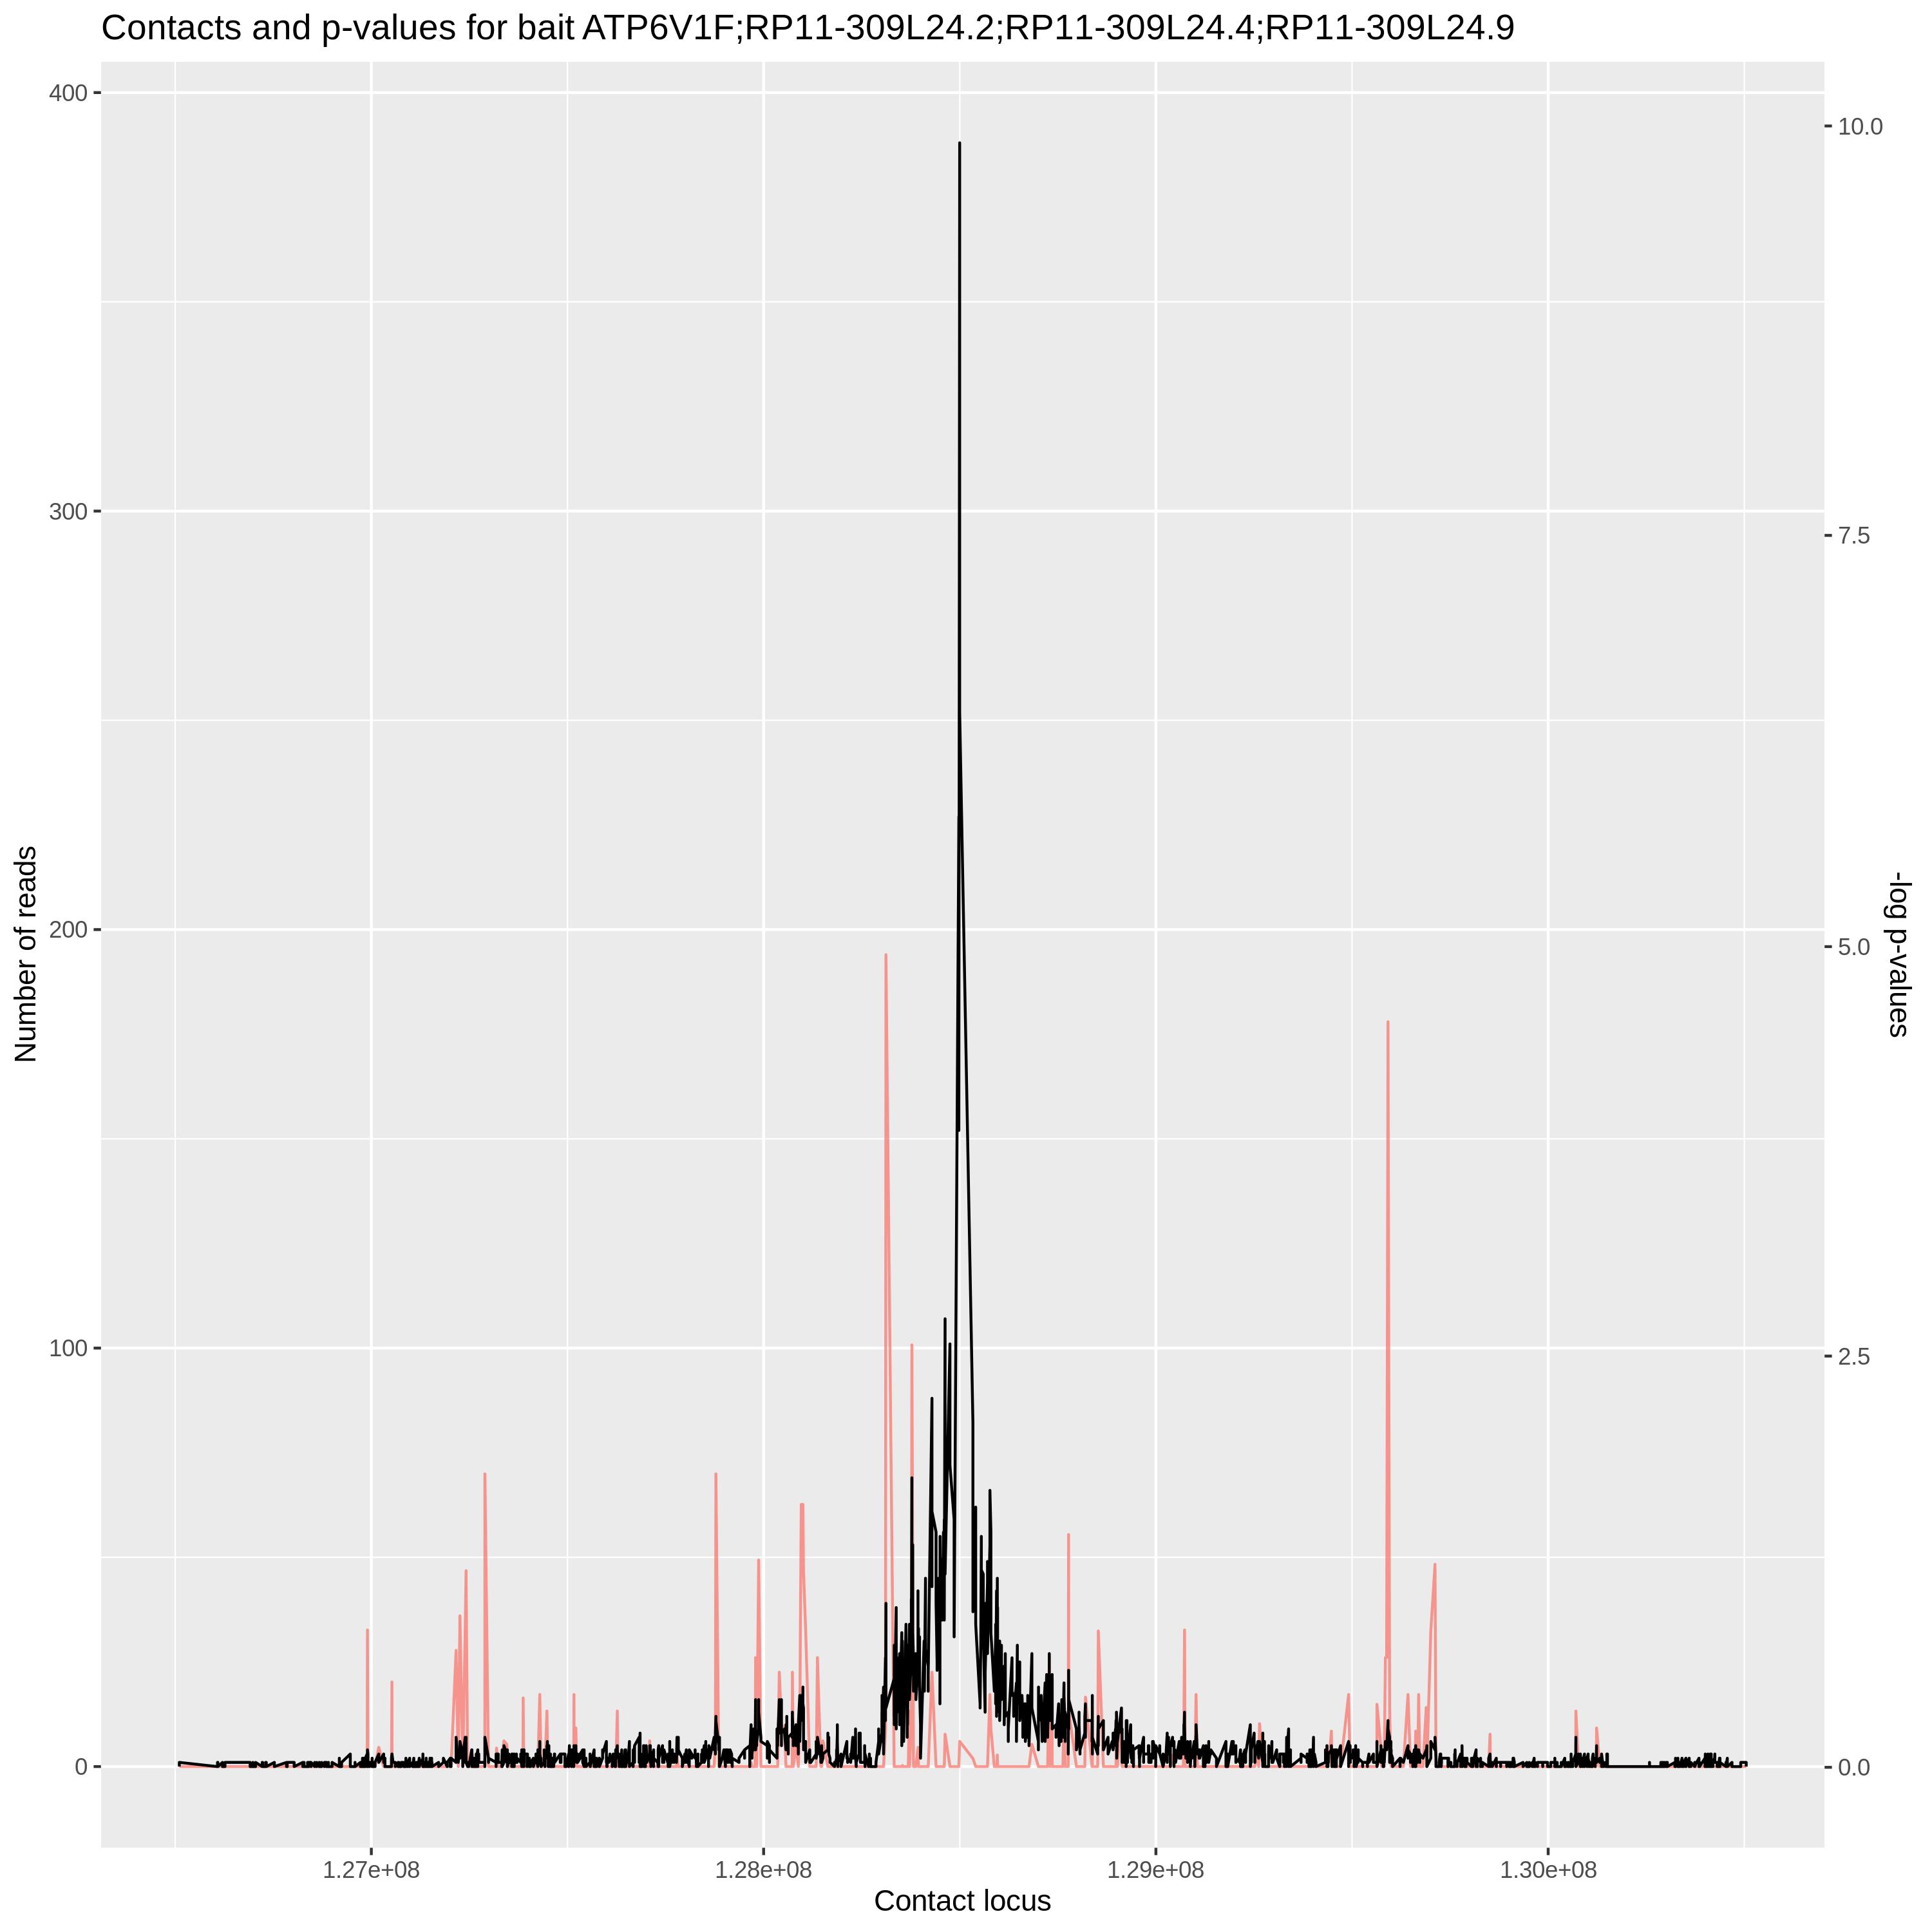 Contacts and p-values for bait ATP6V1F;RP11-309L24.2;RP11-309L24.4;RP11-309L24.9
400
300
200
100
0
Number of reads
10.0
7.5
5.0
2.5
0.0
-log p-values
1.27e+08
1.28e+08
1.29e+08
1.30e+08
Contact locus